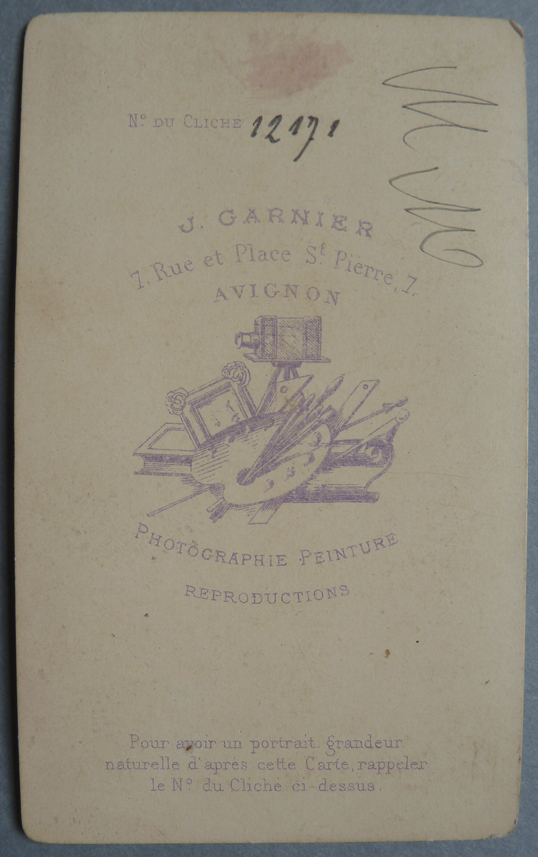 N° DU CLICHÉ 12171
J. GARNIER
7, Rue et Place St Pierre, 7.
AVIGNON
PHOTOGRAPHIE PEINTURE
REPRODUCTIONS
Pour avoir un portrait grandeur
naturelle d'après cette Carte, rappeler
le N° du Cliché ci-dessus.